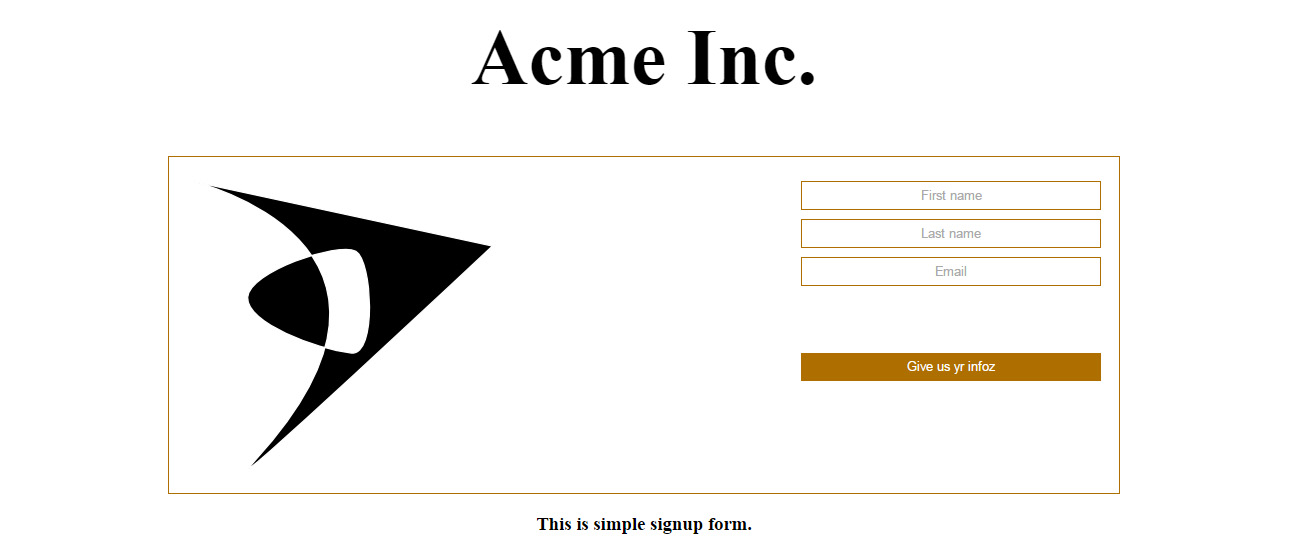 Acme Inc.
First name
Last name
Email
Give us yr infoz
This is simple signup form.